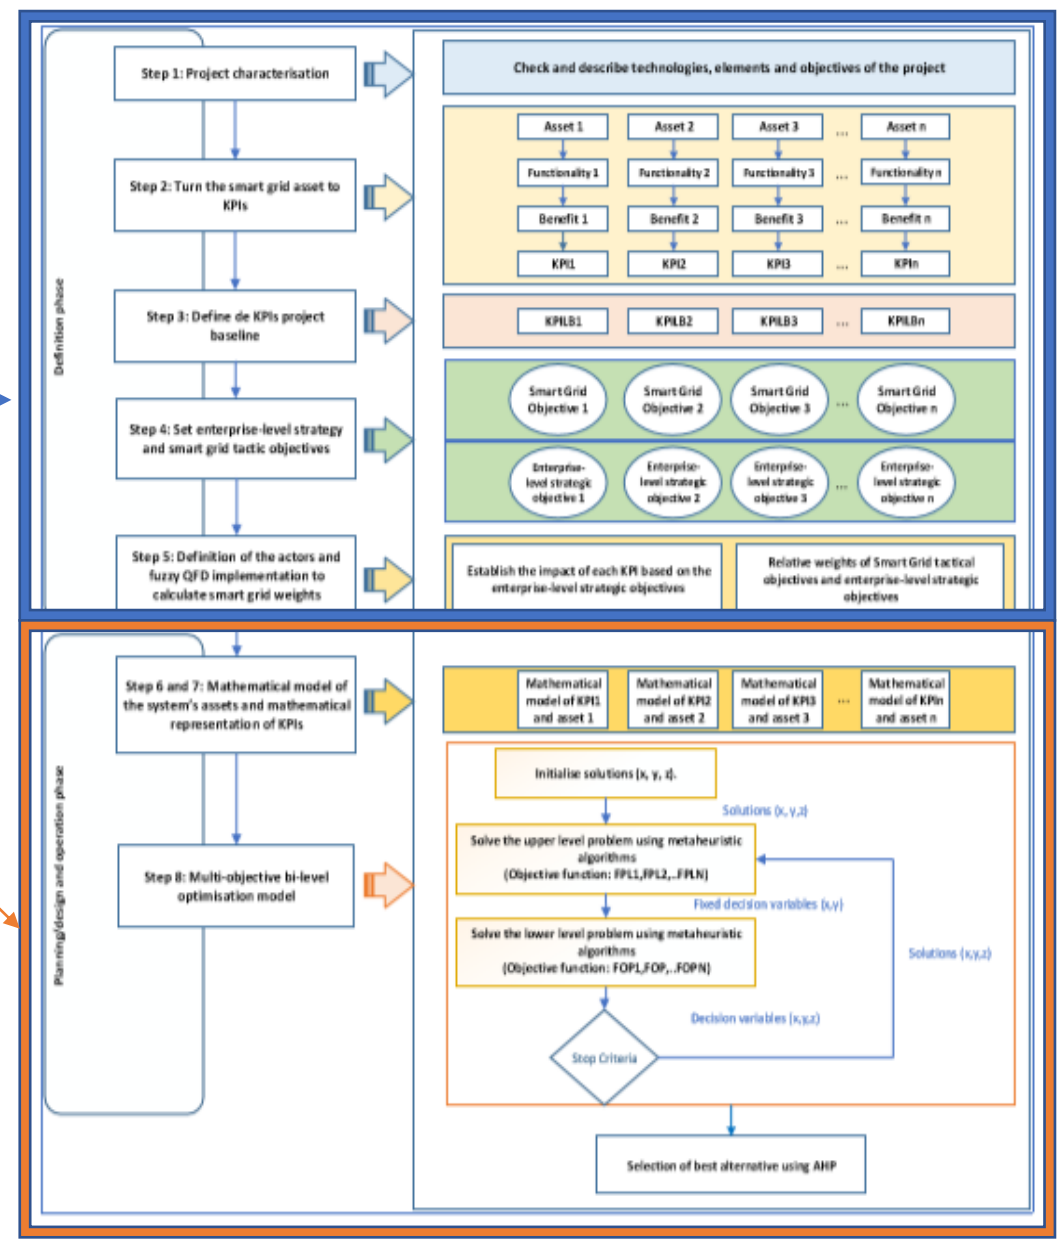 Definition phase
Step 1: Project characterisation
Check and describe technologies, elements and objectives of the project
Step 2: Turn the smart grid asset to
KPIs
Asset 1
Asset 2
Asset 3
...
Asset n
Functionality 1
Functionality 2
Functionality 3
...
Functionality n
Benefit 1
Benefit 2
Benefit 3
...
Benefit n
KPI1
KPI2
KPI3
...
KPIn
Step 3: Define de KPIs project
baseline
KPILB1
KPILB2
KPILB3
...
KPILBn
Step 4: Set enterprise-level strategy
and smart grid tactic objectives
Smart Grid
Objective 1
Smart Grid
Objective 2
Smart Grid
Objective 3
...
Smart Grid
Objective n
Enterprise-
level strategic
objective 1
Enterprise-
level strategic
objective 2
Enterprise-
level strategic
objective 3
...
Enterprise-
level strategic
objective n
Step 5: Definition of the actors and
fuzzy QFD implementation to
calculate smart grid weights
Establish the impact of each KPI based on the
enterprise-level strategic objectives
Relative weights of Smart Grid tactical
objectives and enterprise-level strategic
objectives
Planning/design and operation phase
Step 6 and 7: Mathematical model of
the system's assets and mathematical
representation of KPIs
Mathematical
model of KPI1
and asset 1
Mathematical
model of KPI2
and asset 2
Mathematical
model of KPI3
and asset 3
...
Mathematical
model of KPIn
and asset n
Step 8: Multi-objective bi-level
optimisation model
Initialise solutions (x, y, z).
Solutions (x, y,z)
Solve the upper level problem using metaheuristic
algorithms
(Objective function: FPL1,FPL2,..FPLN)
Fixed decision variables (x,y)
Solve the lower level problem using metaheuristic
algorithms
(Objective function: FOP1,FOP,..FOPN)
Solutions (x,y,z)
Decision variables (x,y,z)
Stop Criteria
Selection of best alternative using AHP